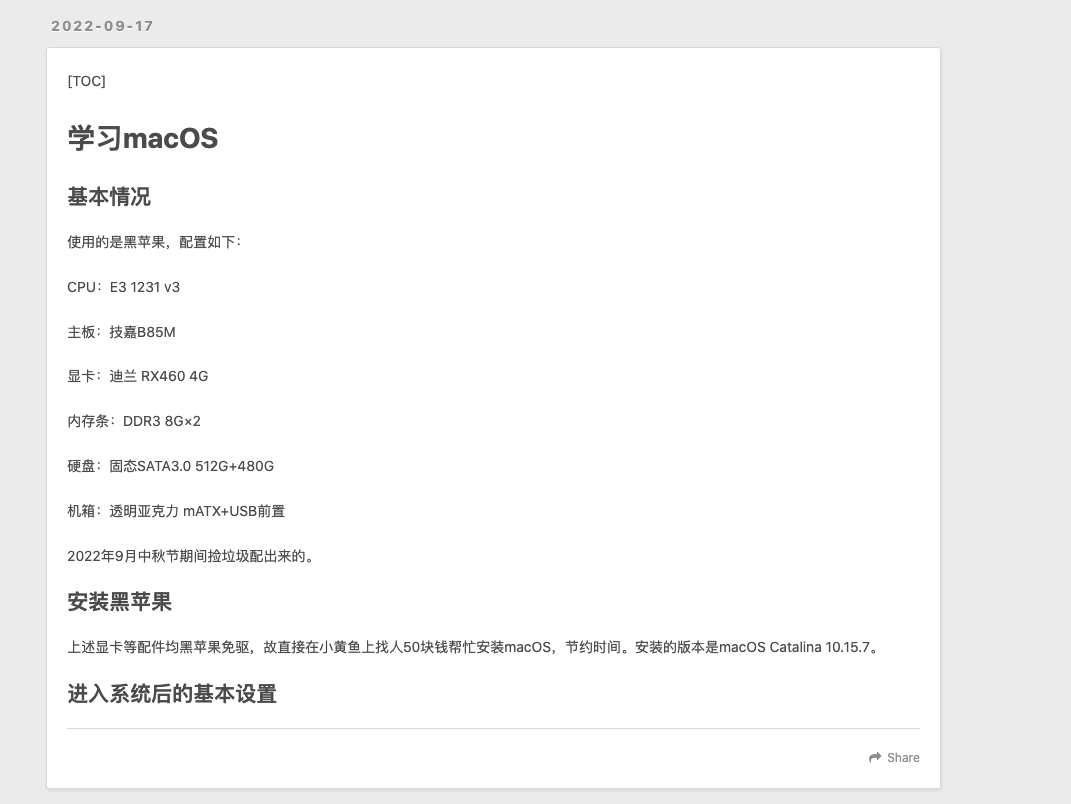 2022-09-17
[TOC]
学习macOS
基本情况
使用的是黑苹果，配置如下：
CPU：E3 1231 v3
主板：技嘉B85M
显卡：迪兰 RX460 4G
内存条：DDR3 8G×2
硬盘：固态SATA3.0 512G+480G
机箱：透明亚克力 mATX+USB前置
2022年9月中秋节期间捡垃圾配出来的。
安装黑苹果
上述显卡等配件均黑苹果免驱，故直接在小黄鱼上找人50块钱帮忙安装macOS，节约时间。安装的版本是macOS Catalina 10.15.7。
进入系统后的基本设置
Share